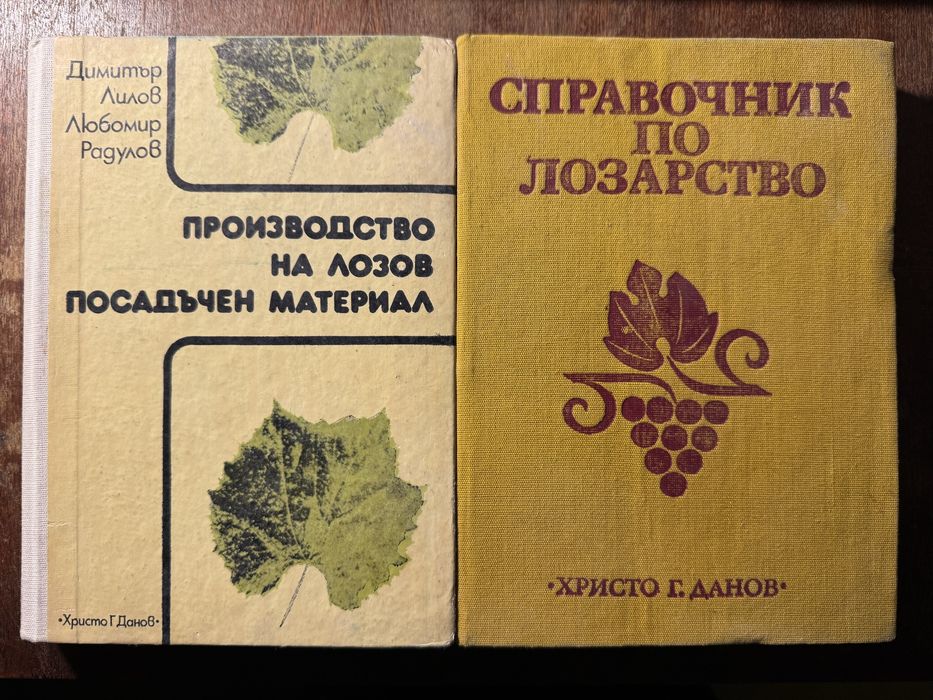 Димитър
Лилов
Любомир
Радулов
ПРОИЗВОДСТВО
НА ЛОЗОВ
ПОСАДЪЧЕН МАТЕРИАЛ
•Христо Г. Данов•
СПРАВОЧНИК
ПО
ЛОЗАРСТВО
•ХРИСТО Г. ДАНОВ•